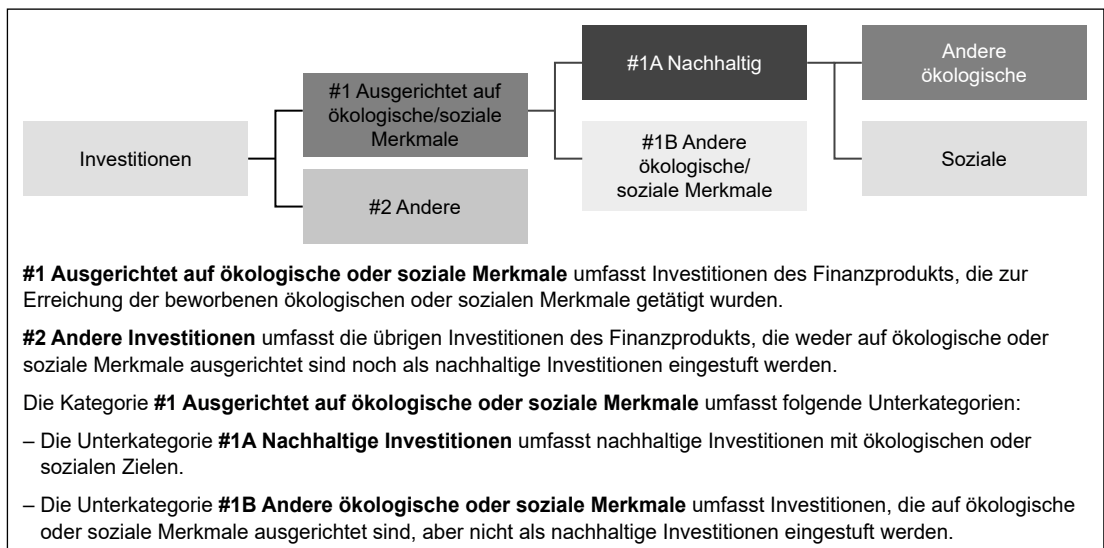 Investitionen
#1 Ausgerichtet auf
ökologische/soziale
Merkmale
#2 Andere
#1A Nachhaltig
#1B Andere
ökologische/
soziale Merkmale
Andere
ökologische
Soziale
#1 Ausgerichtet auf ökologische oder soziale Merkmale umfasst Investitionen des Finanzprodukts, die zur
Erreichung der beworbenen ökologischen oder sozialen Merkmale getätigt wurden.
#2 Andere Investitionen umfasst die übrigen Investitionen des Finanzprodukts, die weder auf ökologische oder
soziale Merkmale ausgerichtet sind noch als nachhaltige Investitionen eingestuft werden.
Die Kategorie #1 Ausgerichtet auf ökologische oder soziale Merkmale umfasst folgende Unterkategorien:
– Die Unterkategorie #1A Nachhaltige Investitionen umfasst nachhaltige Investitionen mit ökologischen oder
sozialen Zielen.
– Die Unterkategorie #1B Andere ökologische oder soziale Merkmale umfasst Investitionen, die auf ökologische
oder soziale Merkmale ausgerichtet sind, aber nicht als nachhaltige Investitionen eingestuft werden.